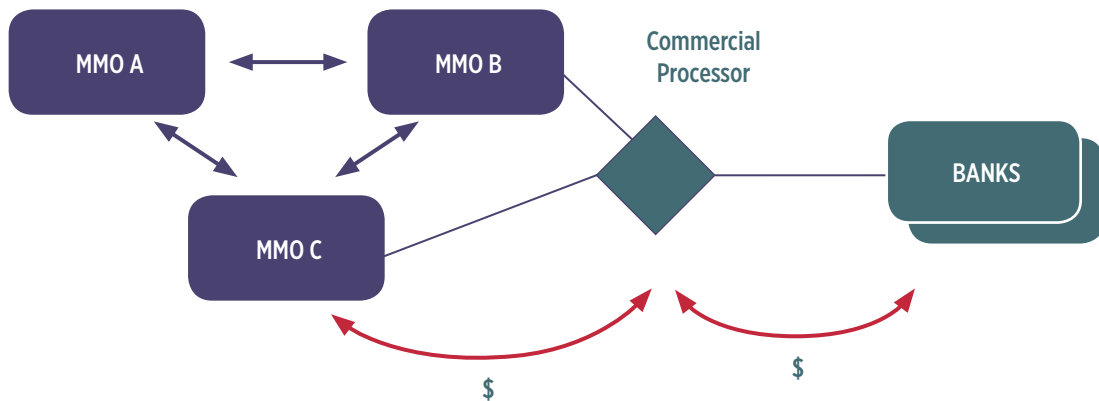 MMO A
MMO B
Commercial
Processor
BANKS
MMO C
$
$